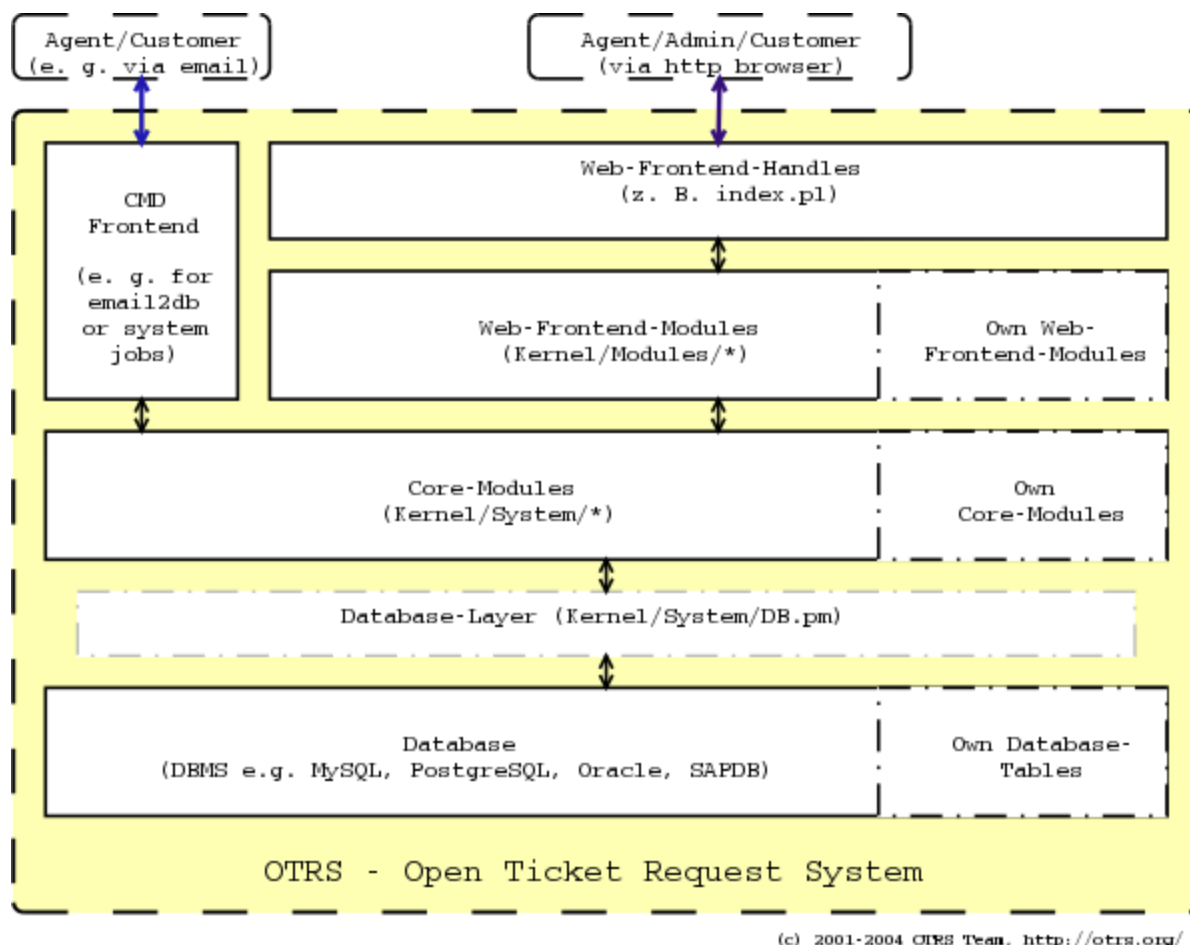 Agent/Customer
(e. g. via email)
Agent/Admin/Customer
(via http browser)
CMD
Frontend
(e. g. for
email2db
or system
jobs)
Web-Frontend-Handles
(z. B. index.pl)
Web-Frontend-Modules
(Kernel/Modules/*)
Own Web-
Frontend-Modules
Core-Modules
(Kernel/System/*)
Own
Core-Modules
Database-Layer (Kernel/System/DB.pm)
Database
(DBMS e.g. MySQL, PostgreSQL, Oracle, SAPDB)
Own Database-
Tables
OTRS - Open Ticket Request System
(c) 2001-2004 OTRS Team, http://otrs.org/